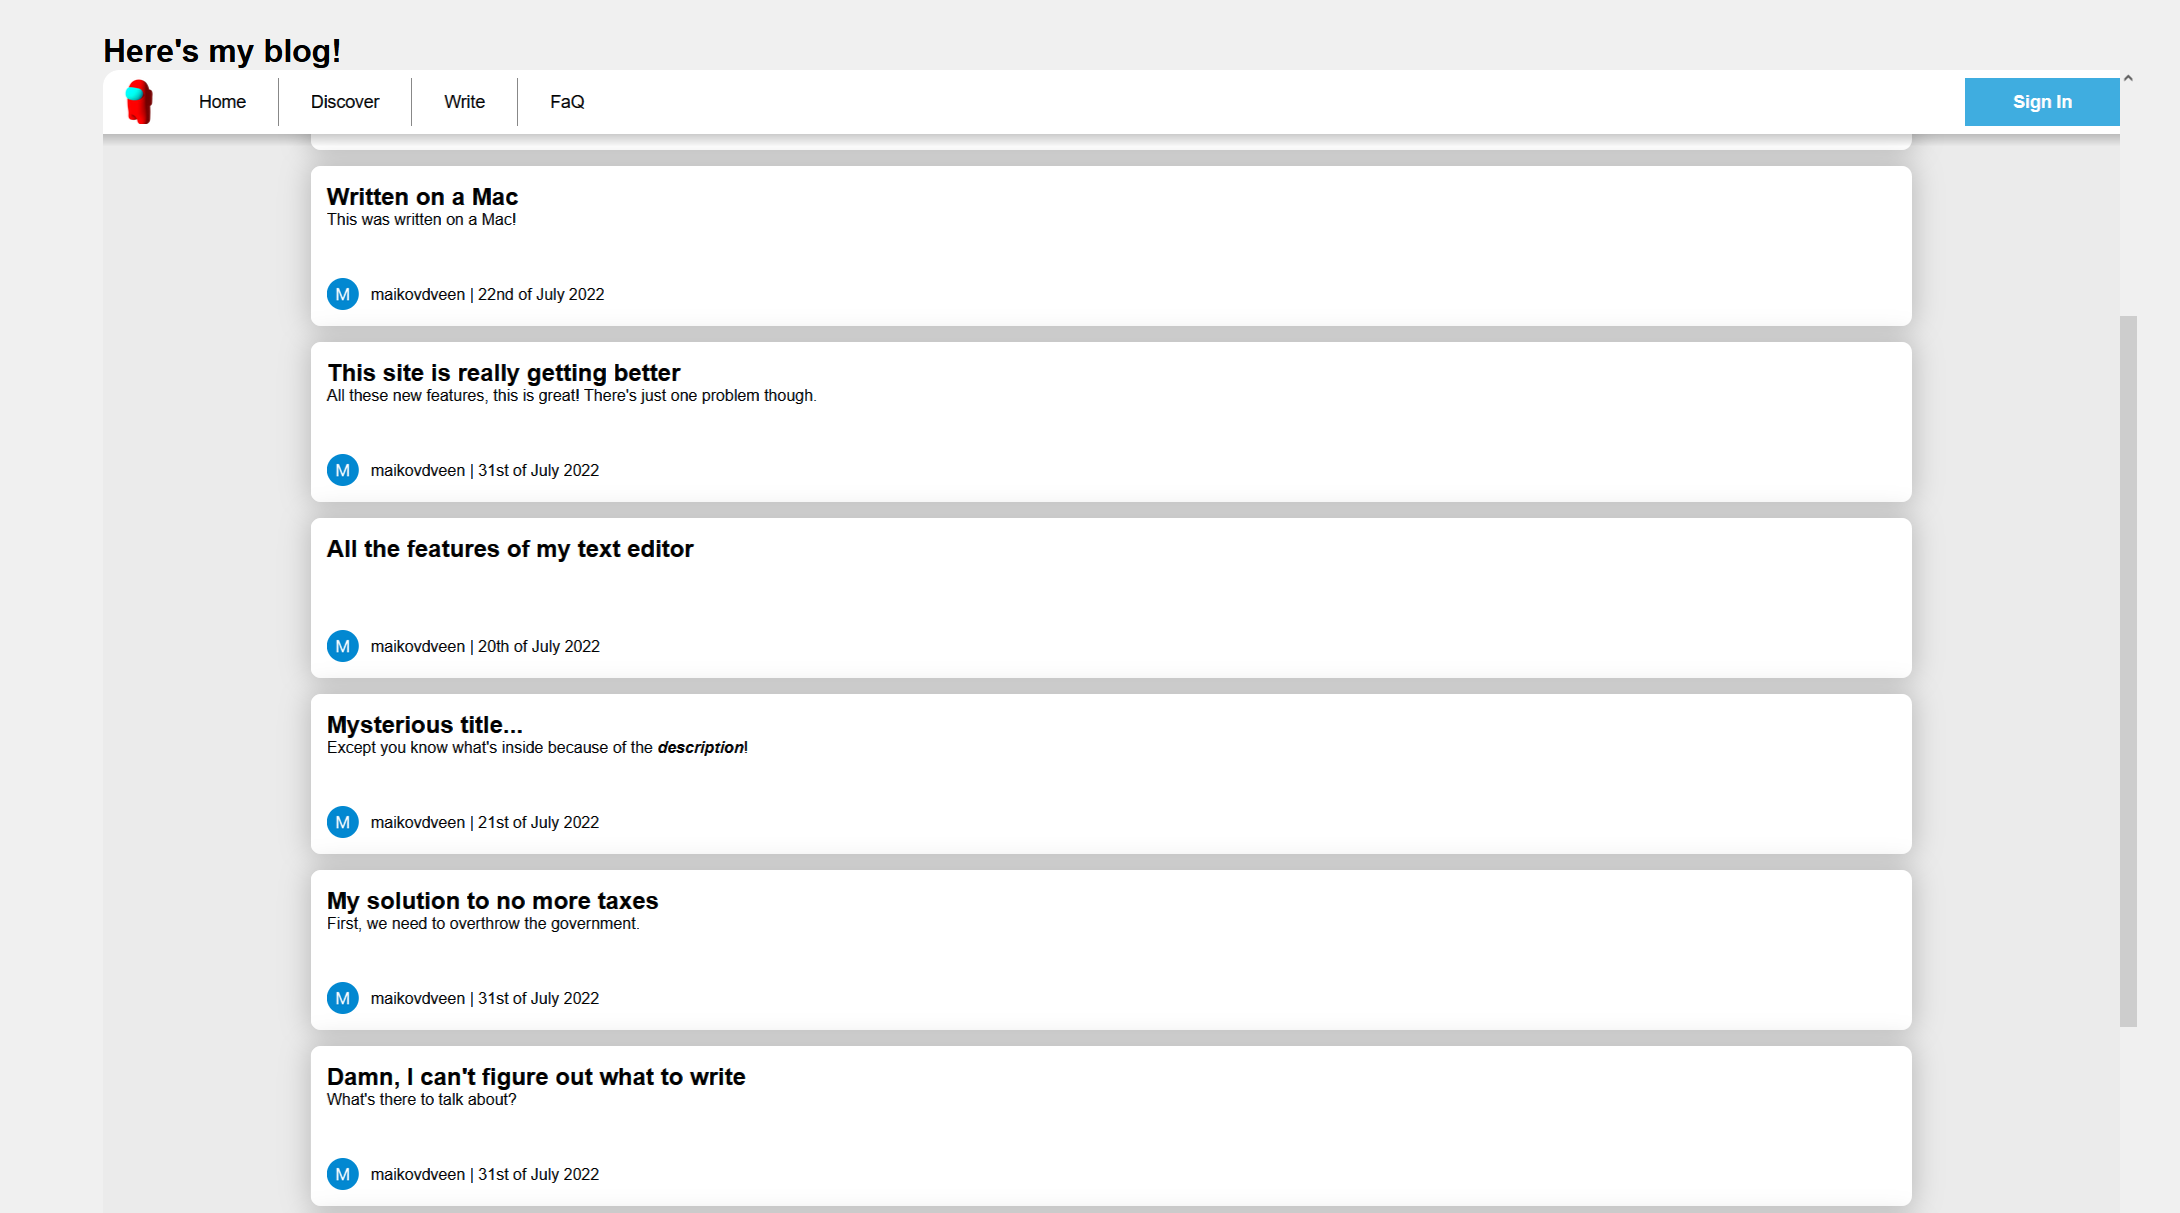 Here's my blog!
Home
Discover
Write
FaQ
Sign In
Written on a Mac
This was written on a Mac!
M
maikovdveen | 22nd of July 2022
This site is really getting better
All these new features, this is great! There's just one problem though.
M
maikovdveen | 31st of July 2022
All the features of my text editor
M
maikovdveen | 20th of July 2022
Mysterious title...
Except you know what's inside because of the description!
M
maikovdveen | 21st of July 2022
My solution to no more taxes
First, we need to overthrow the government.
M
maikovdveen | 31st of July 2022
Damn, I can't figure out what to write
What's there to talk about?
M
maikovdveen | 31st of July 2022